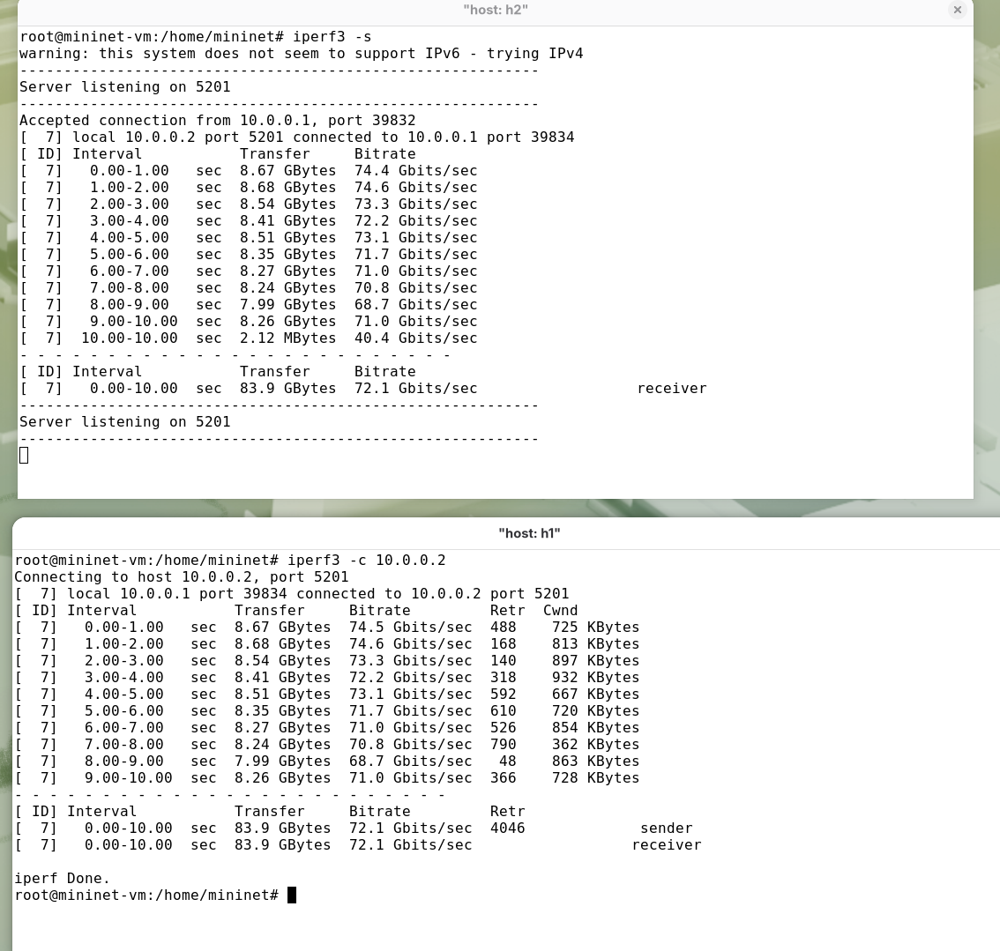 "host: h2"
root@mininet-vm:/home/mininet# iperf3 -s
warning: this system does not seem to support IPv6 - trying IPv4
-----------------------------------------------------------
Server listening on 5201
-----------------------------------------------------------
Accepted connection from 10.0.0.1, port 39832
[  7] local 10.0.0.2 port 5201 connected to 10.0.0.1 port 39834
[ ID] Interval           Transfer     Bitrate
[  7]   0.00-1.00   sec  8.67 GBytes  74.4 Gbits/sec
[  7]   1.00-2.00   sec  8.68 GBytes  74.6 Gbits/sec
[  7]   2.00-3.00   sec  8.54 GBytes  73.3 Gbits/sec
[  7]   3.00-4.00   sec  8.41 GBytes  72.2 Gbits/sec
[  7]   4.00-5.00   sec  8.51 GBytes  73.1 Gbits/sec
[  7]   5.00-6.00   sec  8.35 GBytes  71.7 Gbits/sec
[  7]   6.00-7.00   sec  8.27 GBytes  71.0 Gbits/sec
[  7]   7.00-8.00   sec  8.24 GBytes  70.8 Gbits/sec
[  7]   8.00-9.00   sec  7.99 GBytes  68.7 Gbits/sec
[  7]   9.00-10.00  sec  8.26 GBytes  71.0 Gbits/sec
[  7]  10.00-10.00  sec  2.12 MBytes  40.4 Gbits/sec
- - - - - - - - - - - - - - - - - - - - - - - - -
[ ID] Interval           Transfer     Bitrate
[  7]   0.00-10.00  sec  83.9 GBytes  72.1 Gbits/sec                  receiver
-----------------------------------------------------------
Server listening on 5201
-----------------------------------------------------------
"host: h1"
root@mininet-vm:/home/mininet# iperf3 -c 10.0.0.2
Connecting to host 10.0.0.2, port 5201
[  7] local 10.0.0.1 port 39834 connected to 10.0.0.2 port 5201
[ ID] Interval           Transfer     Bitrate         Retr  Cwnd
[  7]   0.00-1.00   sec  8.67 GBytes  74.5 Gbits/sec  488    725 KBytes
[  7]   1.00-2.00   sec  8.68 GBytes  74.6 Gbits/sec  168    813 KBytes
[  7]   2.00-3.00   sec  8.54 GBytes  73.3 Gbits/sec  140    897 KBytes
[  7]   3.00-4.00   sec  8.41 GBytes  72.2 Gbits/sec  318    932 KBytes
[  7]   4.00-5.00   sec  8.51 GBytes  73.1 Gbits/sec  592    667 KBytes
[  7]   5.00-6.00   sec  8.35 GBytes  71.7 Gbits/sec  610    720 KBytes
[  7]   6.00-7.00   sec  8.27 GBytes  71.0 Gbits/sec  526    854 KBytes
[  7]   7.00-8.00   sec  8.24 GBytes  70.8 Gbits/sec  790    362 KBytes
[  7]   8.00-9.00   sec  7.99 GBytes  68.7 Gbits/sec   48    863 KBytes
[  7]   9.00-10.00  sec  8.26 GBytes  71.0 Gbits/sec  366    728 KBytes
- - - - - - - - - - - - - - - - - - - - - - - - -
[ ID] Interval           Transfer     Bitrate         Retr
[  7]   0.00-10.00  sec  83.9 GBytes  72.1 Gbits/sec  4046             sender
[  7]   0.00-10.00  sec  83.9 GBytes  72.1 Gbits/sec                  receiver
iperf Done.
root@mininet-vm:/home/mininet#